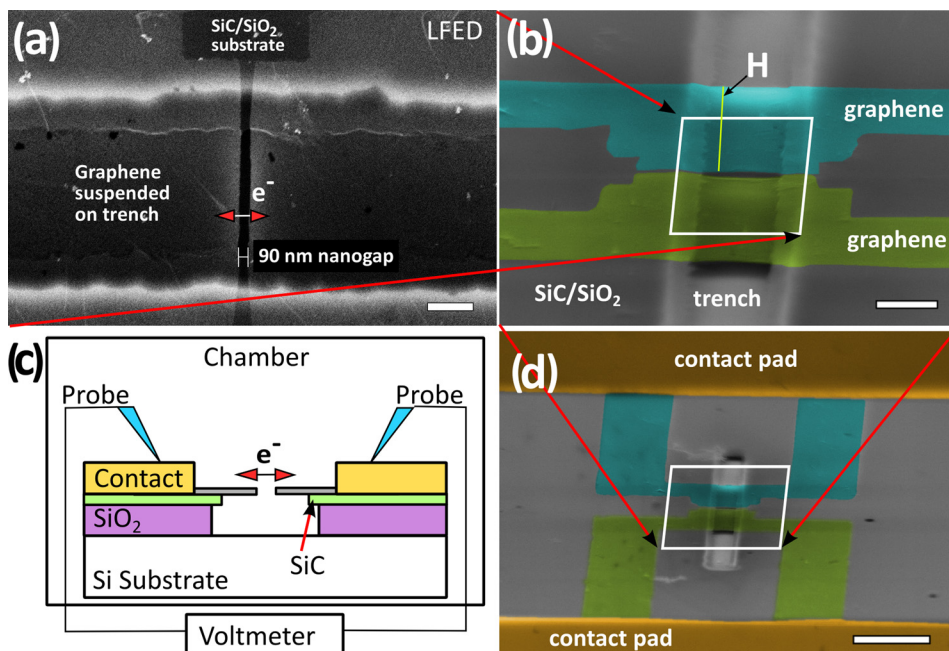 (a)
SiC/SiO₂
substrate
LFED
Graphene
suspended
on trench
e⁻
90 nm nanogap
(b)
H
graphene
graphene
SiC/SiO₂
trench
(c)
Chamber
Probe
Probe
e⁻
Contact
SiO₂
SiC
Si Substrate
Voltmeter
(d)
contact pad
contact pad